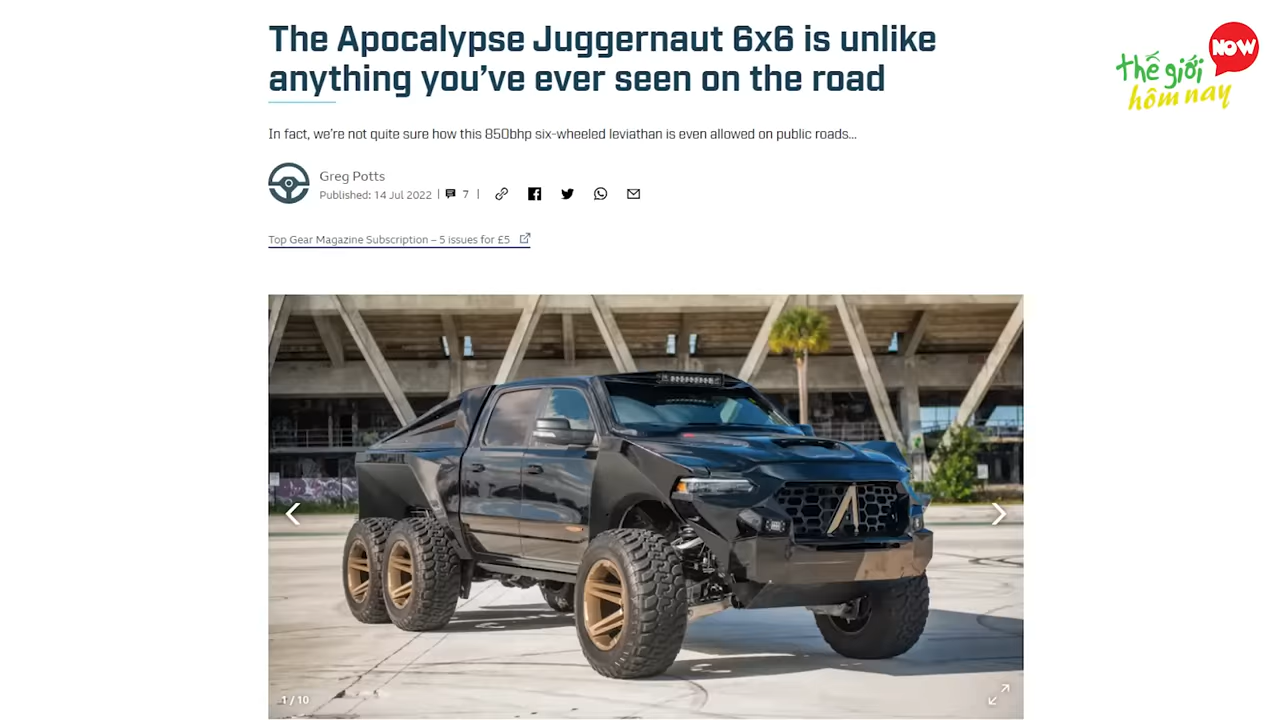 The Apocalypse Juggernaut 6x6 is unlike
anything you've ever seen on the road
NOW
thế giới
hôm nay
In fact, we're not quite sure how this 850bhp six-wheeled leviathan is even allowed on public roads...
Greg Potts
Published: 14 Jul 2022 | 7 |
Top Gear Magazine Subscription – 5 issues for £5
1 / 10